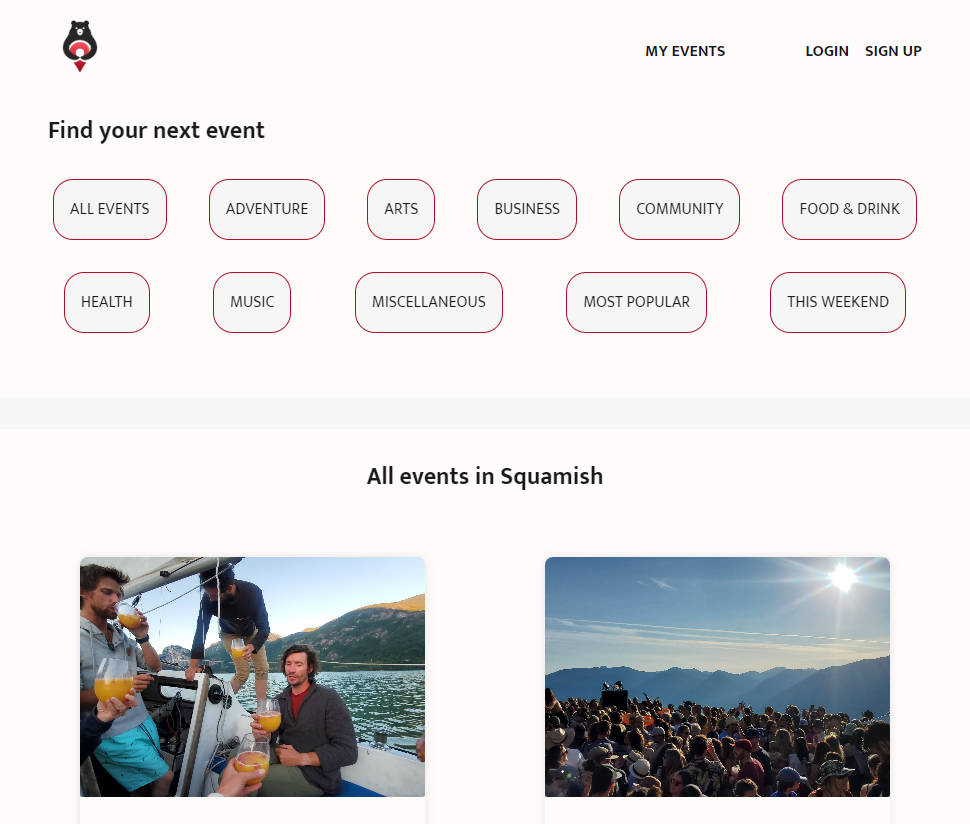 MY EVENTS LOGIN SIGN UP
Find your next event
ALL EVENTS ADVENTURE ARTS BUSINESS COMMUNITY FOOD & DRINK
HEALTH MUSIC MISCELLANEOUS MOST POPULAR THIS WEEKEND
All events in Squamish